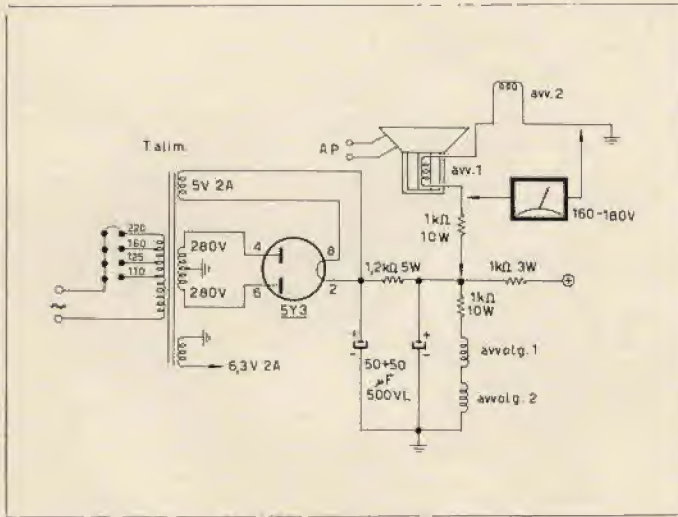 avv.2
AP
T alim.
avv.1
5V 2A
160-180V
220
160
125
110
280V
280V
4
8
6
2
5Y3
1kΩ
10W
1,2kΩ 5W
1kΩ 3W
1kΩ
10W
6,3V 2A
50+50
µF
500VL
avvolg.1
avvolg.2
+
-
+
-
+
~